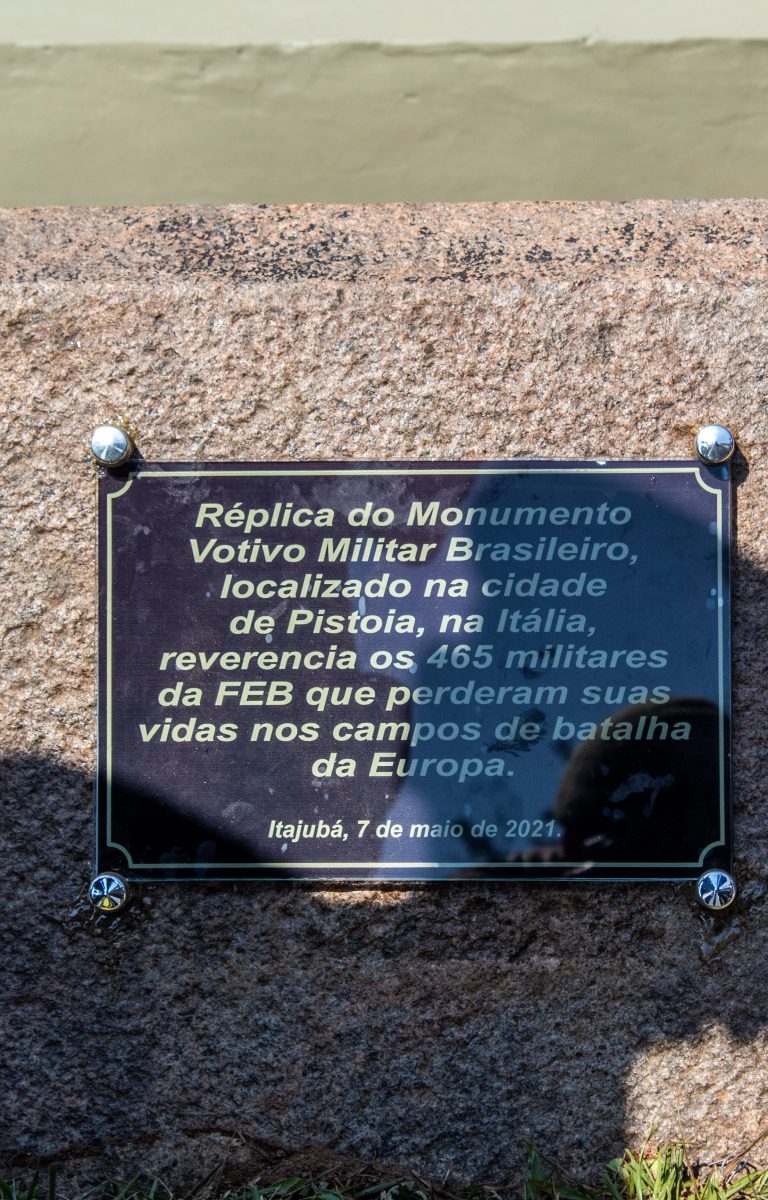 Réplica do Monumento
Votivo Militar Brasileiro,
localizado na cidade
de Pistoia, na Itália,
reverencia os 465 militares
da FEB que perderam suas
vidas nos campos de batalha
da Europa.
Itajubá, 7 de maio de 2021.